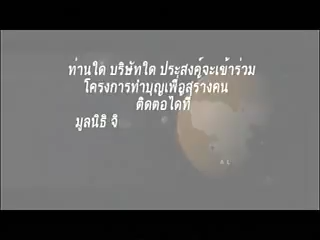 ท่านใด บริษัทใด ประสงค์จะเข้าร่วม
โครงการทำบุญเพื่อสร้างคน
ติดต่อได้ที่
มูลนิธิ จิ